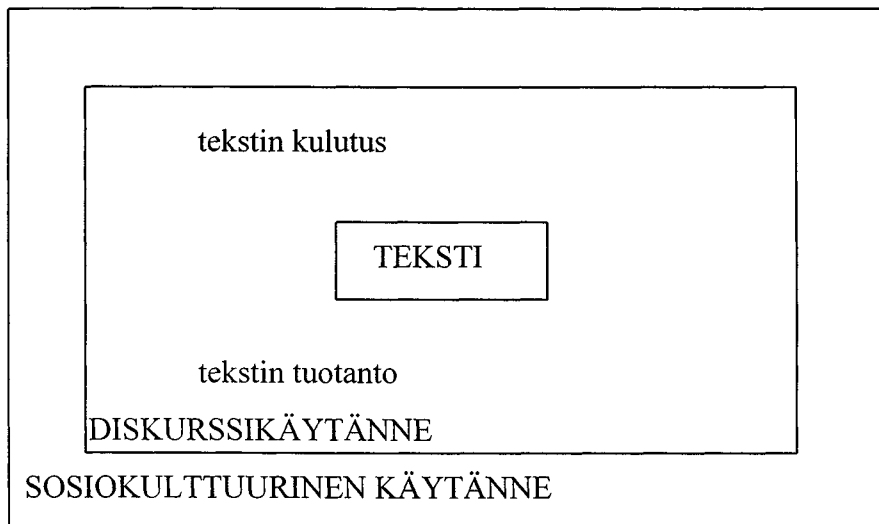 tekstin kulutus
TEKSTI
tekstin tuotanto
DISKURSSIKÄYTÄNNE
SOSIOKULTTUURINEN KÄYTÄNNE